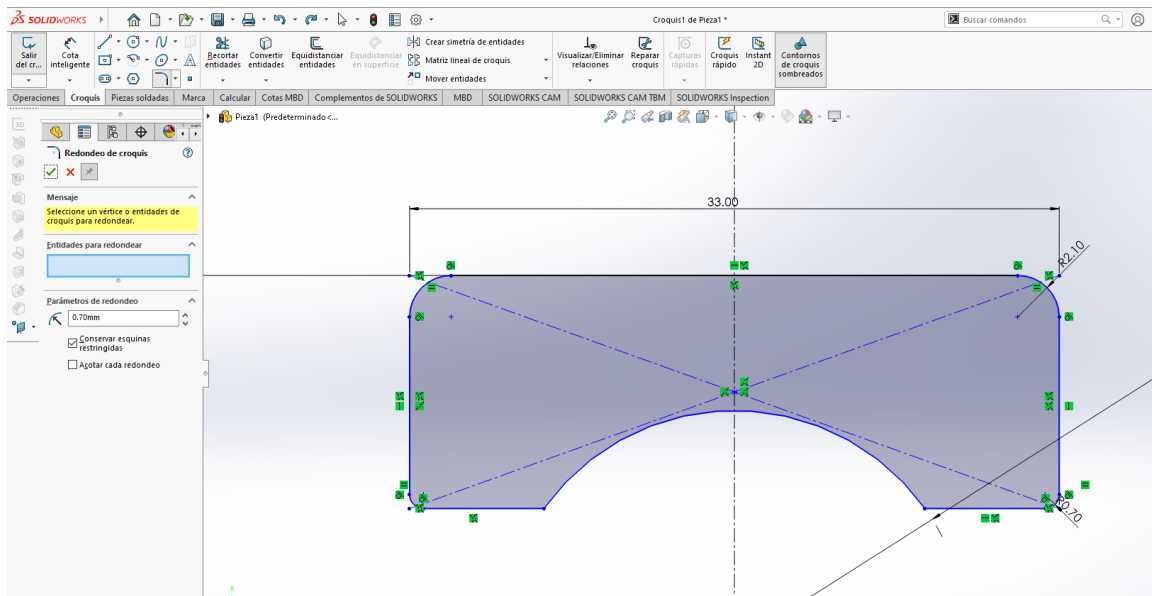 SOLIDWORKS
Croquis1 de Pieza1 *
Buscar comandos
Salir del cr...
Cota inteligente
Recortar entidades
Convertir entidades
Equidistanciar entidades
Equidistanciar en superficie
Crear simetría de entidades
Matriz lineal de croquis
Mover entidades
Visualizar/Eliminar relaciones
Reparar croquis
Capturas rápidas
Croquis rápido
Instant 2D
Contornos de croquis sombreados
Operaciones
Croquis
Piezas soldadas
Marca
Calcular
Cotas MBD
Complementos de SOLIDWORKS
MBD
SOLIDWORKS CAM
SOLIDWORKS CAM TBM
SOLIDWORKS Inspection
Pieza1 (Predeterminado<...
Redondeo de croquis
Mensaje
Seleccione un vértice o entidades de
croquis para redondear.
Entidades para redondear
Parámetros de redondeo
0.70mm
Conservar esquinas
restringidas
Acotar cada redondeo
33.00
R2.10
R0.70
Y